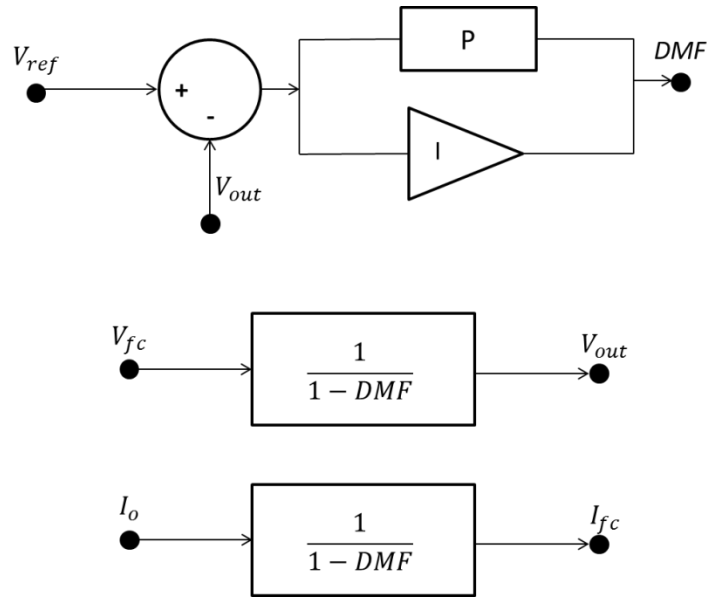 P
V_ref
DMF
+
-
I
V_out
V_fc
1
1 − DMF
V_out
I_o
1
1 − DMF
I_fc